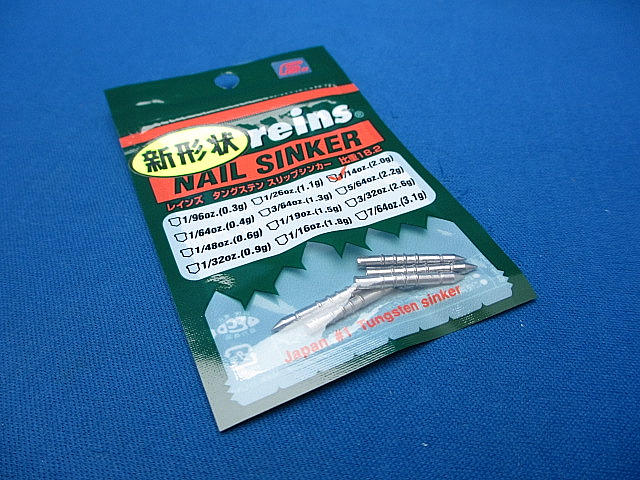 新形状
reins®
NAIL SINKER
レインズ タングステン スリップシンカー 比重18.2
1/96oz.(0.3g) 1/26oz.(1.1g) 1/14oz.(2.0g)
1/64oz.(0.4g) 3/64oz.(1.3g) 5/64oz.(2.2g)
1/48oz.(0.6g) 1/19oz.(1.5g) 3/32oz.(2.6g)
1/32oz.(0.9g) 1/16oz.(1.8g) 7/64oz.(3.1g)
Japan #1 Tungsten sinker